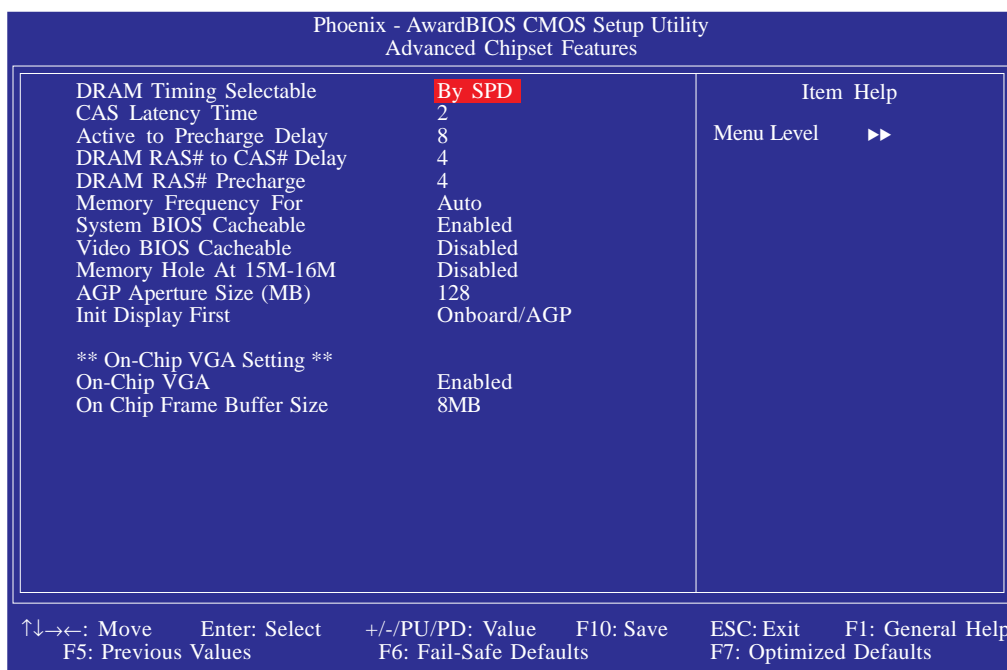 Phoenix - AwardBIOS CMOS Setup Utility
Advanced Chipset Features
DRAM Timing Selectable By SPD
CAS Latency Time 2
Active to Precharge Delay 8
DRAM RAS# to CAS# Delay 4
DRAM RAS# Precharge 4
Memory Frequency For Auto
System BIOS Cacheable Enabled
Video BIOS Cacheable Disabled
Memory Hole At 15M-16M Disabled
AGP Aperture Size (MB) 128
Init Display First Onboard/AGP
** On-Chip VGA Setting **
On-Chip VGA Enabled
On Chip Frame Buffer Size 8MB
Item Help
Menu Level ▶▶
↑↓→←: Move Enter: Select +/-/PU/PD: Value F10: Save ESC: Exit F1: General Help
F5: Previous Values F6: Fail-Safe Defaults F7: Optimized Defaults